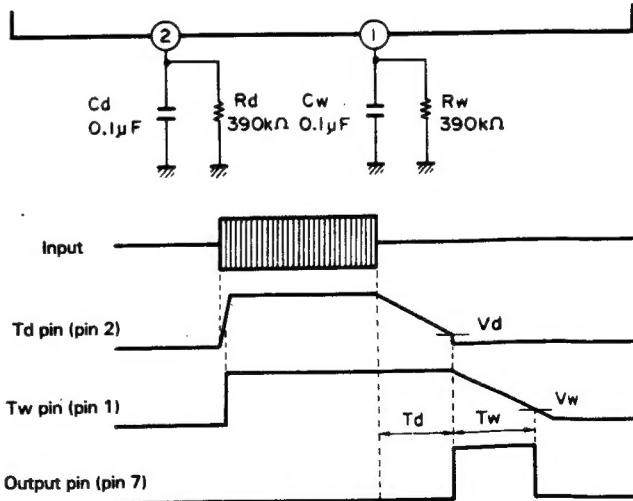 2 1
Cd Rd Cw Rw
0.1μF 390kΩ 0.1μF 390kΩ
Input
Td pin (pin 2) Vd
Tw pin (pin 1) Vw
Td Tw
Output pin (pin 7)